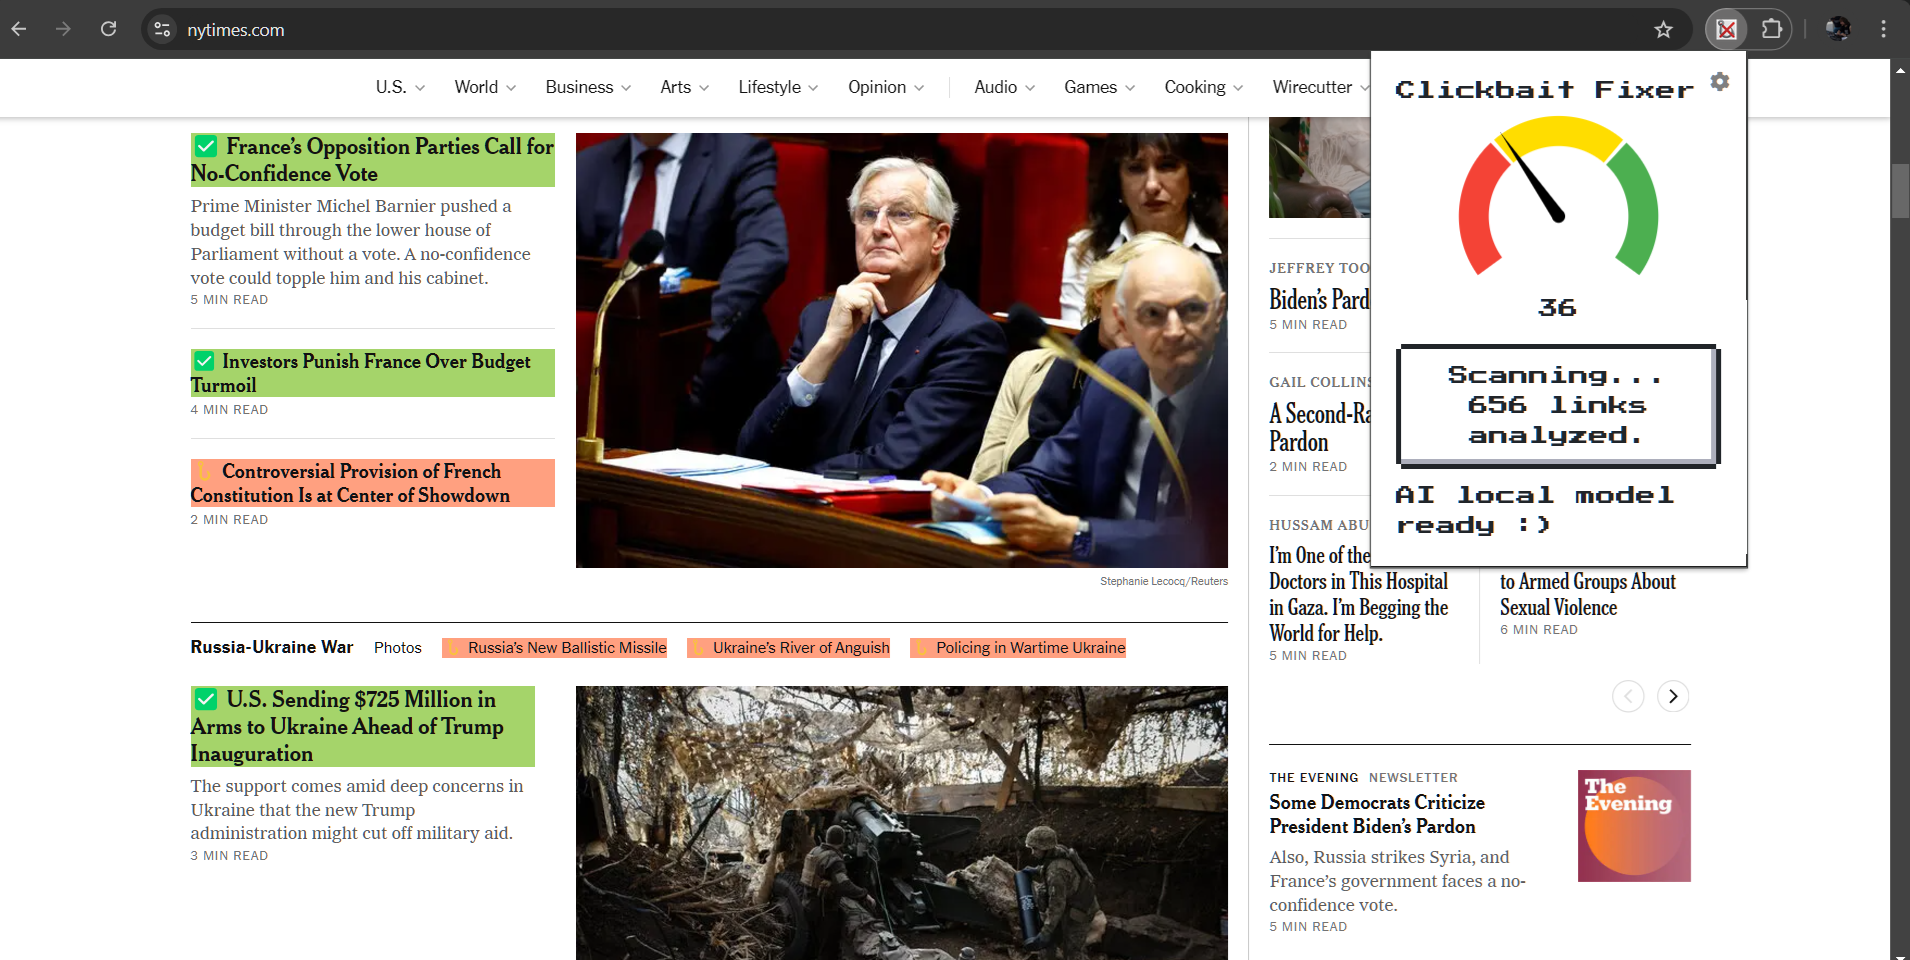 nytimes.com
U.S. World Business Arts Lifestyle Opinion Audio Games Cooking Wirecutter
✅ France’s Opposition Parties Call for
No-Confidence Vote
Prime Minister Michel Barnier pushed a
budget bill through the lower house of
Parliament without a vote. A no-confidence
vote could topple him and his cabinet.
5 MIN READ
✅ Investors Punish France Over Budget
Turmoil
4 MIN READ
Controversial Provision of French
Constitution Is at Center of Showdown
2 MIN READ
Stephanie Lecocq/Reuters
Russia-Ukraine War Photos Russia’s New Ballistic Missile Ukraine’s River of Anguish Policing in Wartime Ukraine
✅ U.S. Sending $725 Million in
Arms to Ukraine Ahead of Trump
Inauguration
The support comes amid deep concerns in
Ukraine that the new Trump
administration might cut off military aid.
3 MIN READ
JEFFREY TOO
Biden’s Pard
5 MIN READ
GAIL COLLINS
A Second-Ra
Pardon
2 MIN READ
HUSSAM ABU
I’m One of the
Doctors in This Hospital
in Gaza. I’m Begging the
World for Help.
5 MIN READ
to Armed Groups About
Sexual Violence
6 MIN READ
THE EVENING NEWSLETTER
Some Democrats Criticize
President Biden’s Pardon
Also, Russia strikes Syria, and
France’s government faces a no-
confidence vote.
5 MIN READ
The
Evening
Clickbait Fixer
36
Scanning...
656 links
analyzed.
AI local model
ready :)